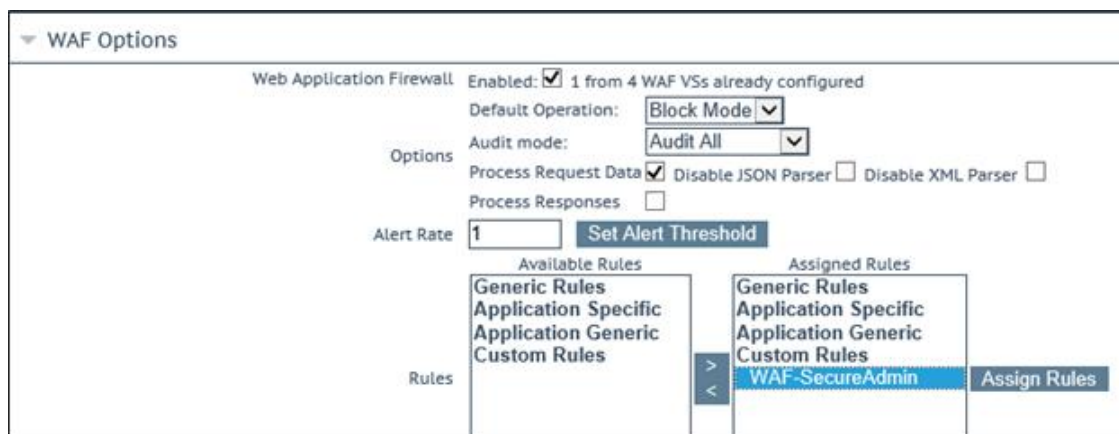 WAF Options
Web Application Firewall Enabled: 1 from 4 WAF VSs already configured
Default Operation: Block Mode
Options Audit mode: Audit All
Process Request Data Disable JSON Parser Disable XML Parser
Process Responses
Alert Rate 1 Set Alert Threshold
Available Rules Assigned Rules
Generic Rules Generic Rules
Application Specific Application Specific
Application Generic Application Generic
Custom Rules Custom Rules
Rules > WAF-SecureAdmin Assign Rules
<